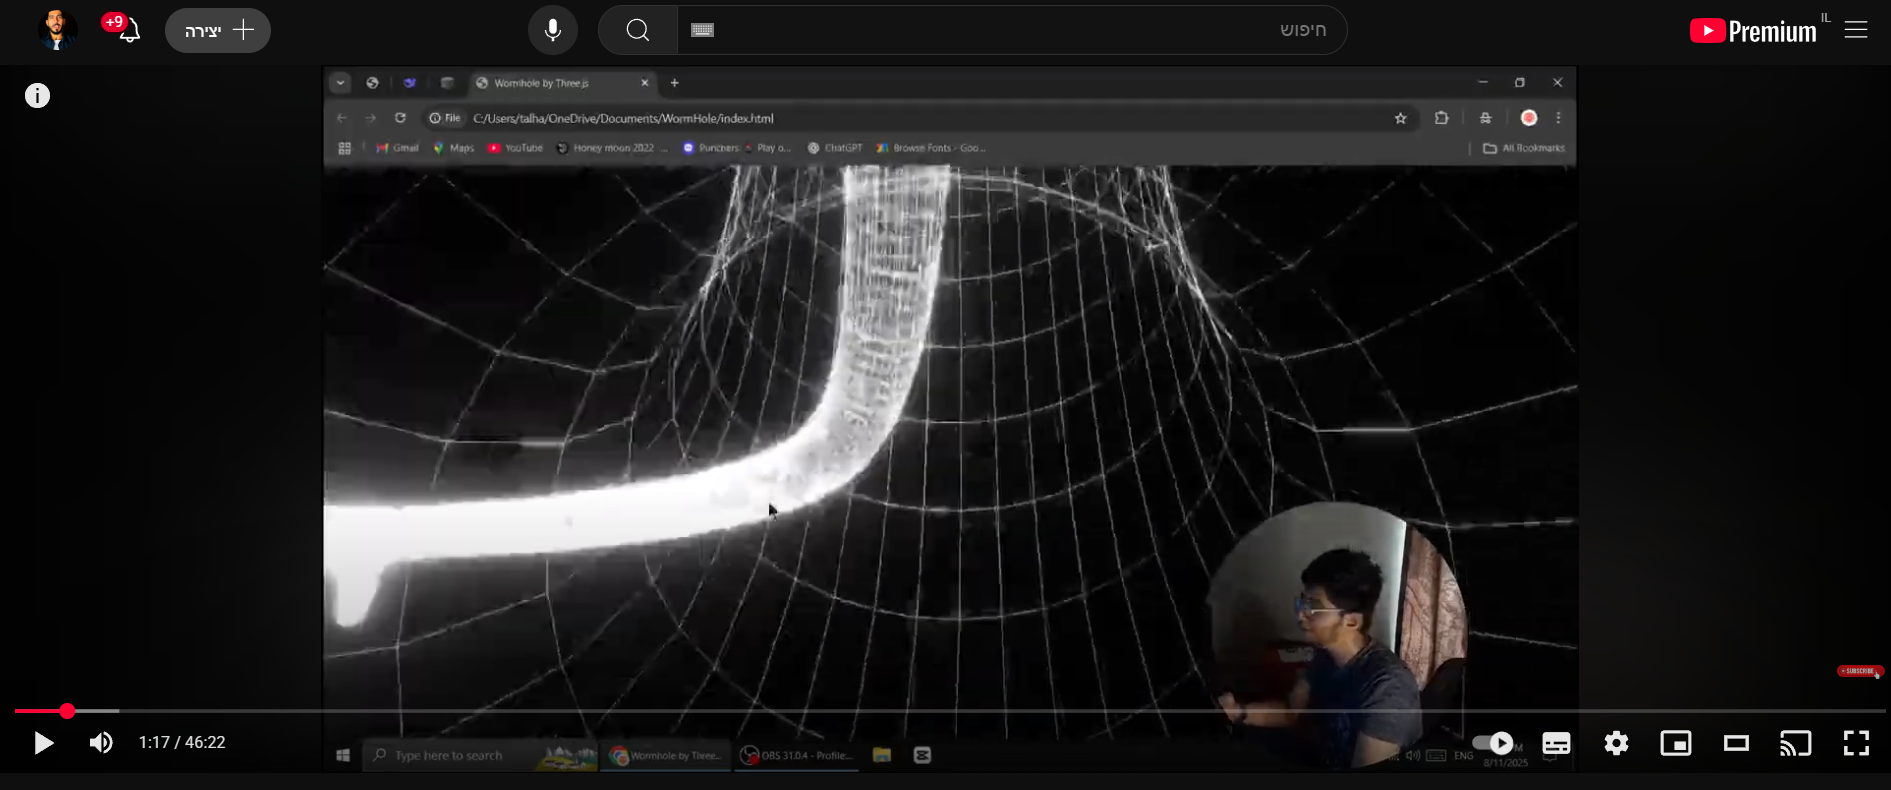 +9
יצירה
חיפוש
Premium IL
Wormhole by Three.js
File C:/Users/talha/OneDrive/Documents/WormHole/index.html
Gmail Maps YouTube Honey moon 2022 ... Punchers Play o... ChatGPT Browse Fonts - Goo... All Bookmarks
SUBSCRIBE
1:17 / 46:22
Type here to search Wormhole by Three... OBS 31.0.4 - Profile... ENG
8/11/2025